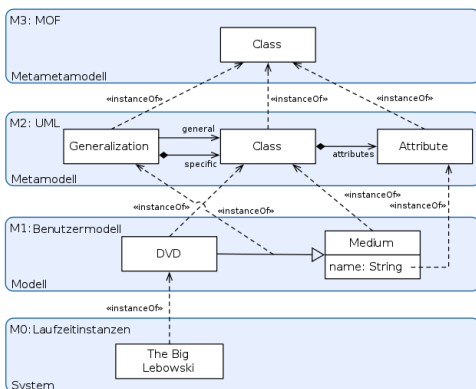 M3: MOF
Class
Metametamodell
«instanceOf»
«instanceOf»
«instanceOf»
M2: UML
general
Generalization
Class
Attribute
specific
attributes
Metamodell
«instanceOf»
«instanceOf»
«instanceOf»
«instanceOf»
M1:Benutzermodell
Medium
DVD
name: String
Modell
«instanceOf»
M0:Laufzeitinstanzen
The Big
Lebowski
System